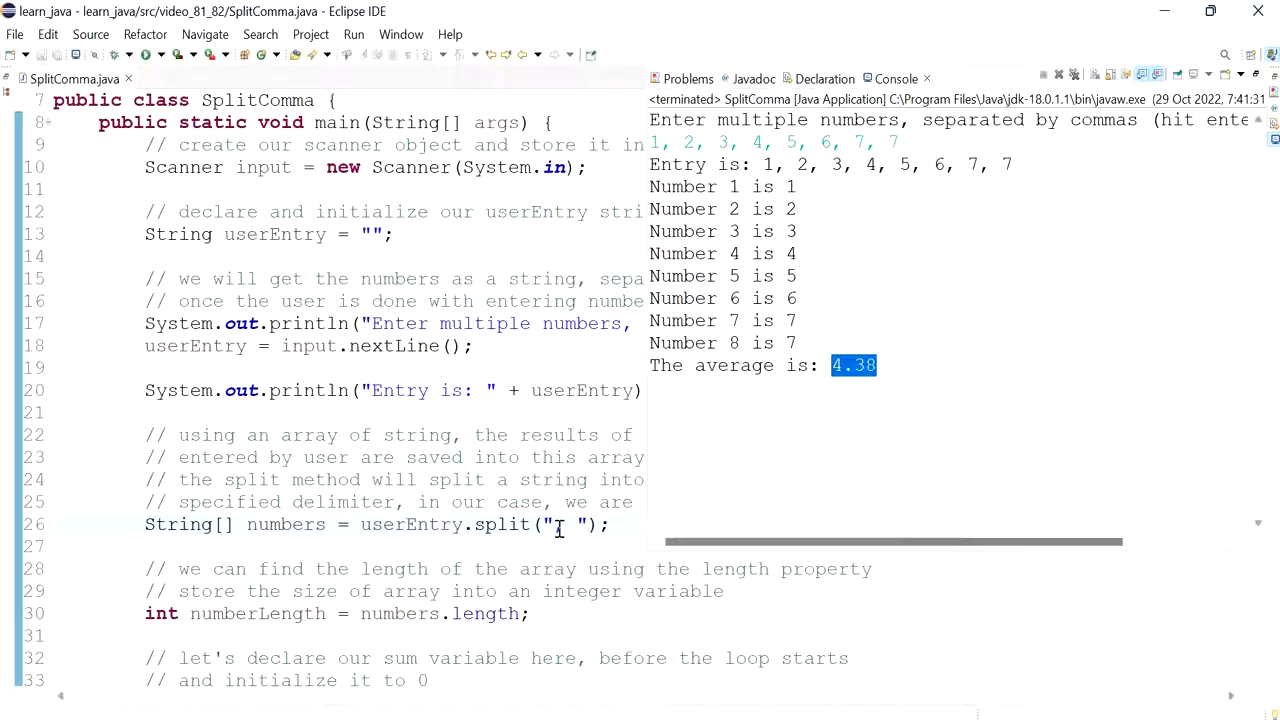 learn_java - learn_java/src/video_81_82/SplitComma.java - Eclipse IDE
File Edit Source Refactor Navigate Search Project Run Window Help
SplitComma.java
7 public class SplitComma {
8 public static void main(String[] args) {
9 // create our scanner object and store it in
10 Scanner input = new Scanner(System.in);
11
12 // declare and initialize our userEntry stri
13 String userEntry = "";
14
15 // we will get the numbers as a string, sepa
16 // once the user is done with entering numbe
17 System.out.println("Enter multiple numbers,
18 userEntry = input.nextLine();
19
20 System.out.println("Entry is: " + userEntry)
21
22 // using an array of string, the results of
23 // entered by user are saved into this array
24 // the split method will split a string into
25 // specified delimiter, in our case, we are
26 String[] numbers = userEntry.split(", ");
27
28 // we can find the length of the array using the length property
29 // store the size of array into an integer variable
30 int numberLength = numbers.length;
31
32 // let's declare our sum variable here, before the loop starts
33 // and initialize it to 0
Problems Javadoc Declaration Console
<terminated> SplitComma [Java Application] C:\Program Files\Java\jdk-18.0.1.1\bin\javaw.exe (29 Oct 2022, 7:41:31
Enter multiple numbers, separated by commas (hit ente
1, 2, 3, 4, 5, 6, 7, 7
Entry is: 1, 2, 3, 4, 5, 6, 7, 7
Number 1 is 1
Number 2 is 2
Number 3 is 3
Number 4 is 4
Number 5 is 5
Number 6 is 6
Number 7 is 7
Number 8 is 7
The average is: 4.38